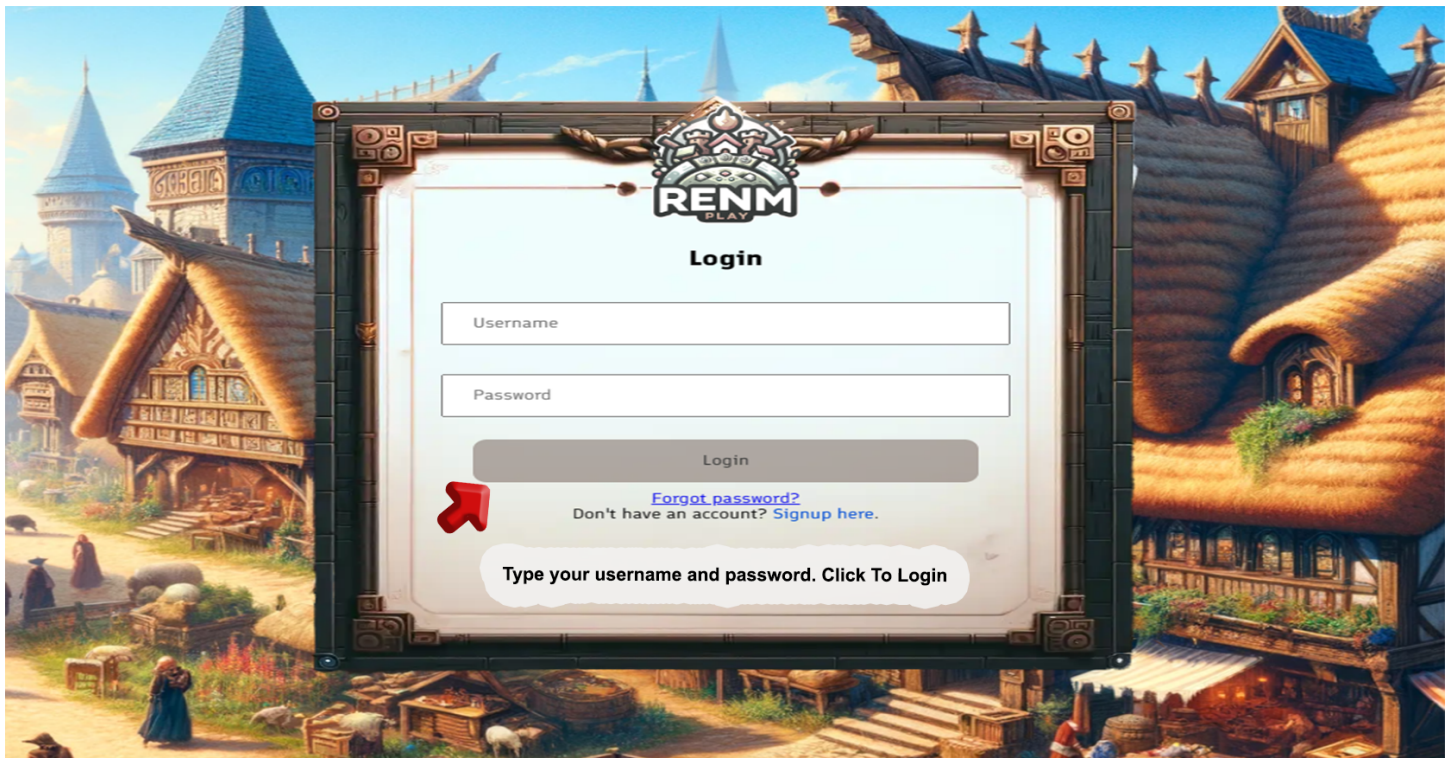 RENM
PLAY
Login
Username
Password
Login
Forgot password?
Don't have an account? Signup here.
Type your username and password. Click To Login